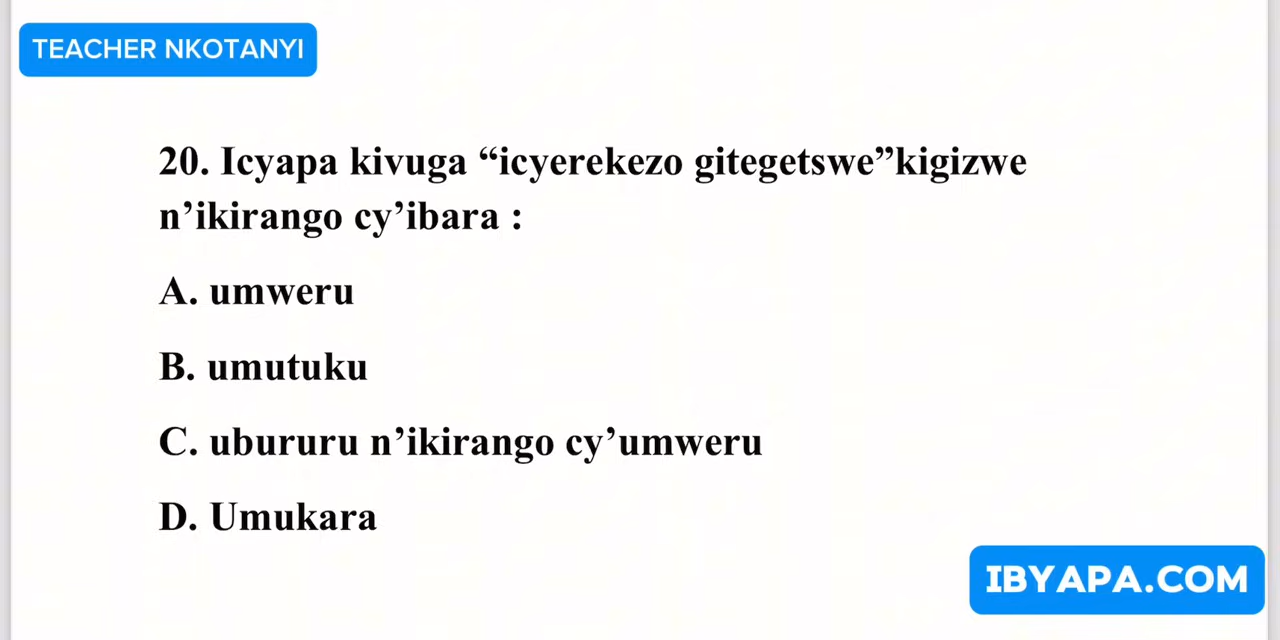 TEACHER NKOTANYI
20. Icyapa kivuga “icyerekezo gitegetswe”kigizwe
n’ikirango cy’ibara :
A. umweru
B. umutuku
C. ubururu n’ikirango cy’umweru
D. Umukara
IBYAPA.COM